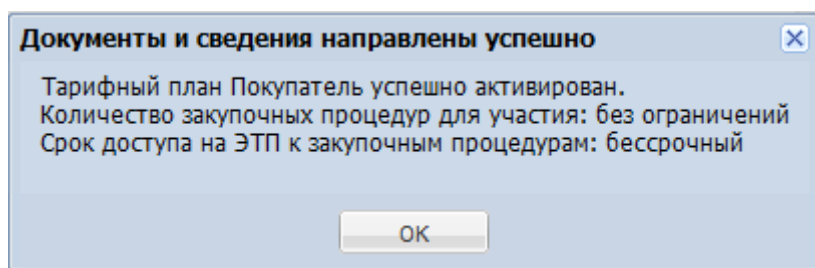 Документы и сведения направлены успешно
Тарифный план Покупатель успешно активирован.
Количество закупочных процедур для участия: без ограничений
Срок доступа на ЭТП к закупочным процедурам: бессрочный
ОК